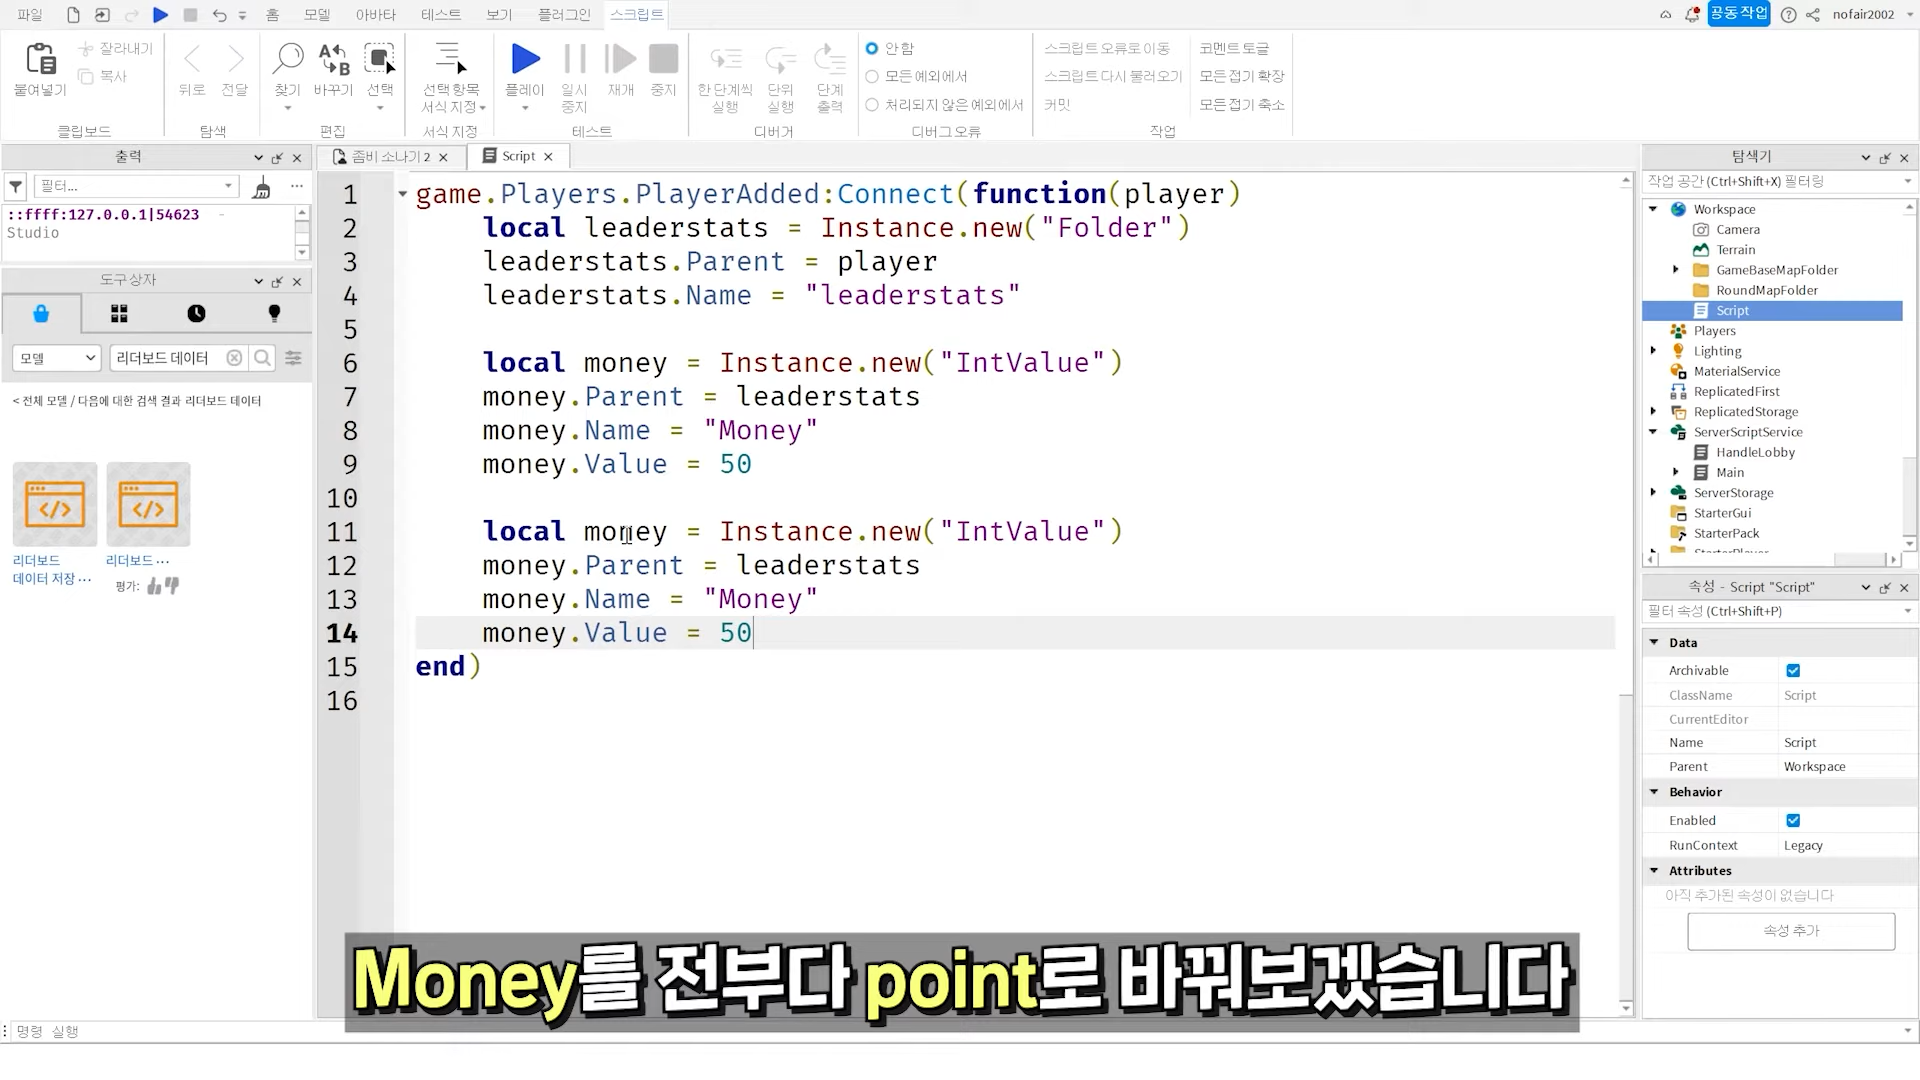 파일 홈 모델 아바타 테스트 보기 플러그인 스크립트 공동 작업 nofair2002
붙여넣기 잘라내기 복사 클립보드
뒤로 전달 탐색
찾기 바꾸기 선택 편집
선택 항목 서식 지정 서식 지정
플레이 일시 중지 재개 중지 테스트
한 단계씩 실행 단위 실행 단계 출력 디버거
안 함
모든 예외에서
처리되지 않은 예외에서
디버그 오류
스크립트 오류로 이동 코멘트 토글
스크립트 다시 불러오기 모든 접기 확장
커밋 모든 접기 축소
작업
출력
필터...
::ffff:127.0.0.1|54623 -
Studio
도구 상자
모델 리더보드 데이터
< 전체 모델 / 다음에 대한 검색 결과 리더보드 데이터
리더보드 데이터 저장 ...
리더보드 ...
평가:
좀비 소나기 2 Script
1 game.Players.PlayerAdded:Connect(function(player)
2 local leaderstats = Instance.new("Folder")
3 leaderstats.Parent = player
4 leaderstats.Name = "leaderstats"
5
6 local money = Instance.new("IntValue")
7 money.Parent = leaderstats
8 money.Name = "Money"
9 money.Value = 50
10
11 local money = Instance.new("IntValue")
12 money.Parent = leaderstats
13 money.Name = "Money"
14 money.Value = 50
15 end)
16
Money를 전부다 point로 바꿔보겠습니다
명령 실행
탐색기
작업 공간 (Ctrl+Shift+X) 필터링
Workspace
Camera
Terrain
GameBaseMapFolder
RoundMapFolder
Script
Players
Lighting
MaterialService
ReplicatedFirst
ReplicatedStorage
ServerScriptService
HandleLobby
Main
ServerStorage
StarterGui
StarterPack
StarterPlayer
속성 - Script "Script"
필터 속성 (Ctrl+Shift+P)
Data
Archivable
ClassName Script
CurrentEditor
Name Script
Parent Workspace
Behavior
Enabled
RunContext Legacy
Attributes
아직 추가된 속성이 없습니다
속성 추가